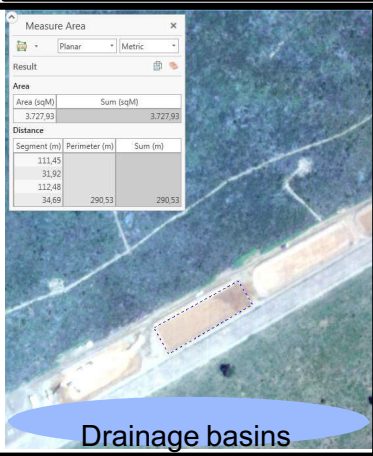 Measure Area ×
Planar Metric
Result
Area
Area (sqM) Sum (sqM)
3.727,93 3.727,93
Distance
Segment (m) Perimeter (m) Sum (m)
111,45
31,92
112,48
34,69 290,53 290,53
Drainage basins